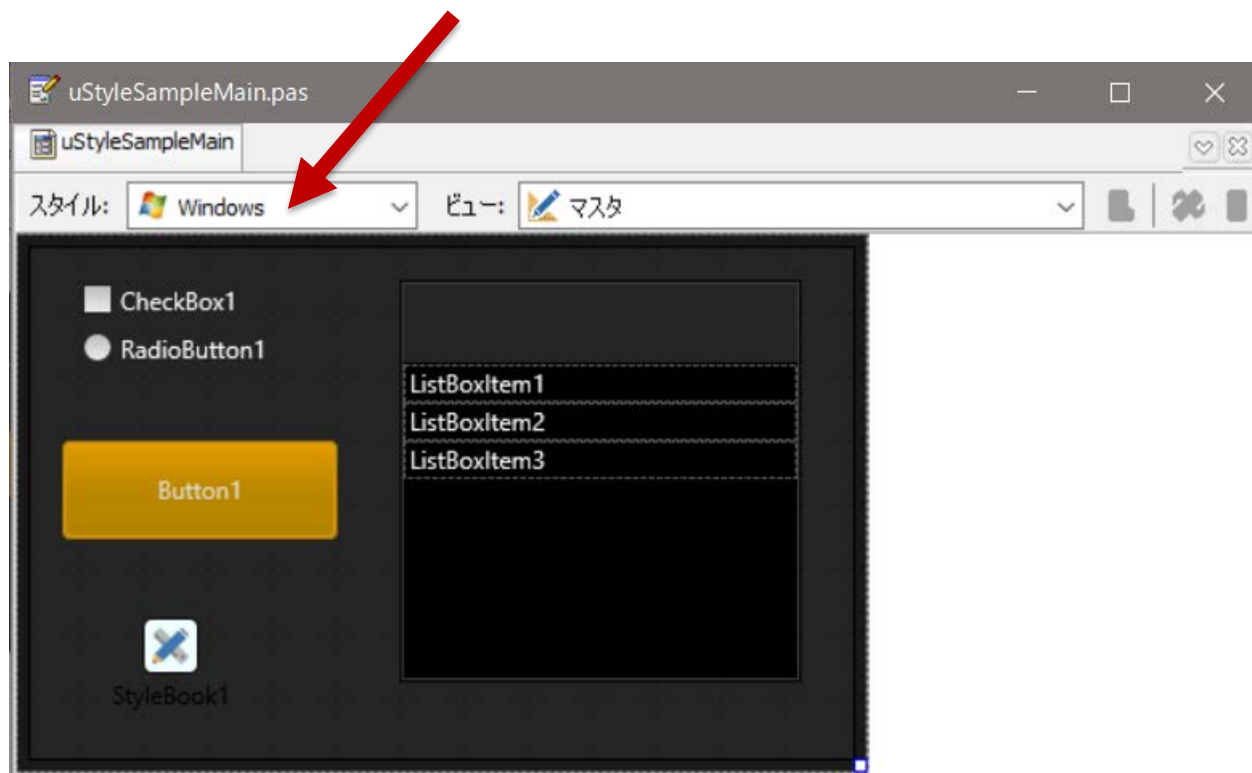 uStyleSampleMain.pas
uStyleSampleMain
スタイル: Windows ビュー: マスタ
CheckBox1
RadioButton1
ListBoxItem1
ListBoxItem2
ListBoxItem3
Button1
StyleBook1